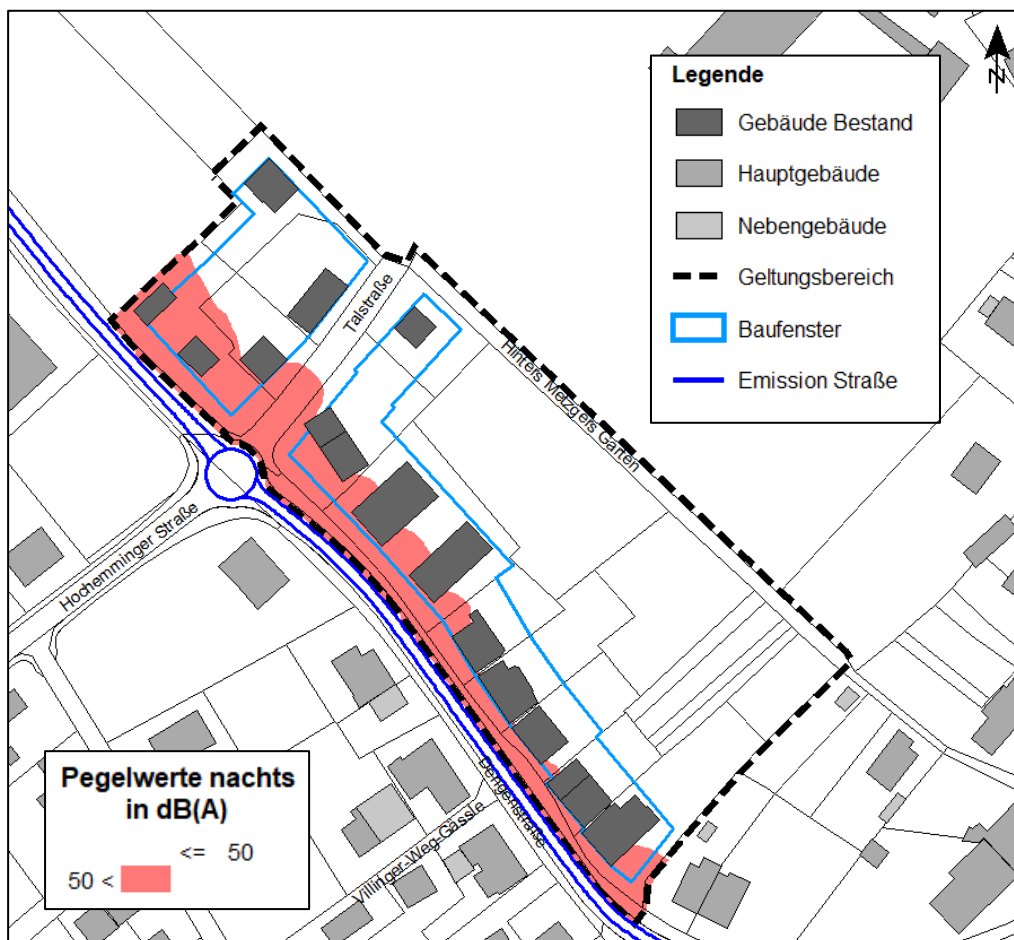 N
Legende
Gebäude Bestand
Hauptgebäude
Nebengebäude
Geltungsbereich
Baufenster
Emission Straße
Talstraße
Hinters Metzgers Garten
Hochemminger Straße
Dengenstraße
Villinger-Weg-Gässle
Pegelwerte nachts
in dB(A)
<= 50
50 <